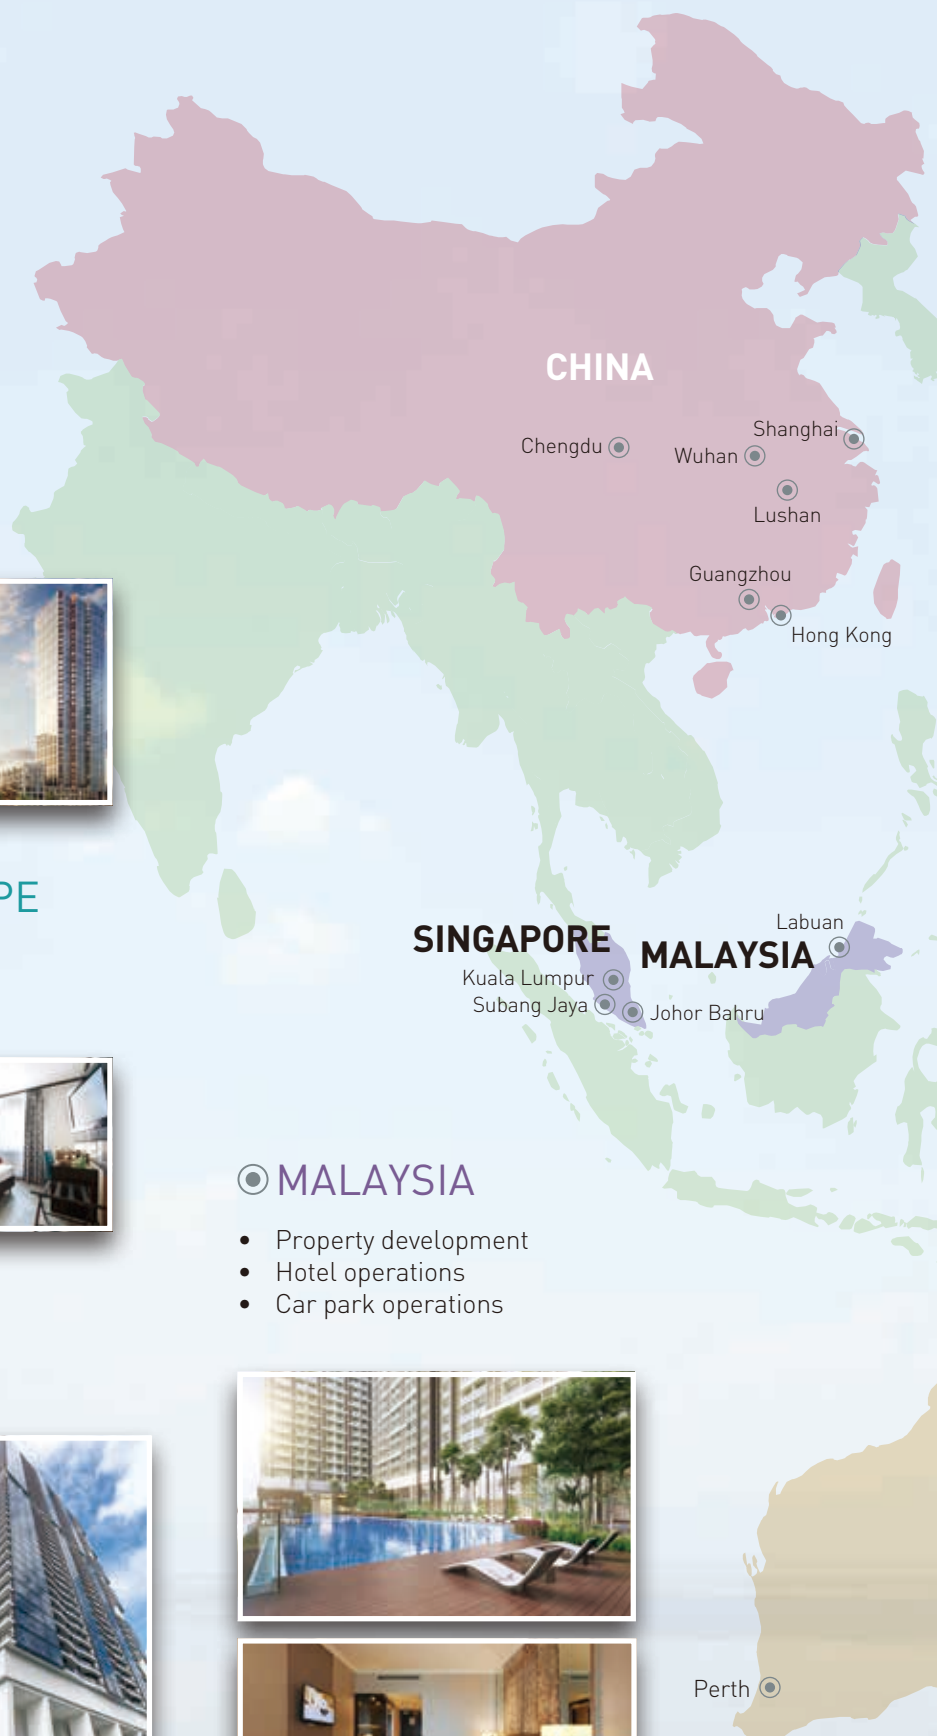 CHINA
Shanghai
Chengdu
Wuhan
Lushan
Guangzhou
Hong Kong
PE
Labuan
SINGAPORE
MALAYSIA
Kuala Lumpur
Subang Jaya
Johor Bahru
MALAYSIA
• Property development
• Hotel operations
• Car park operations
Perth